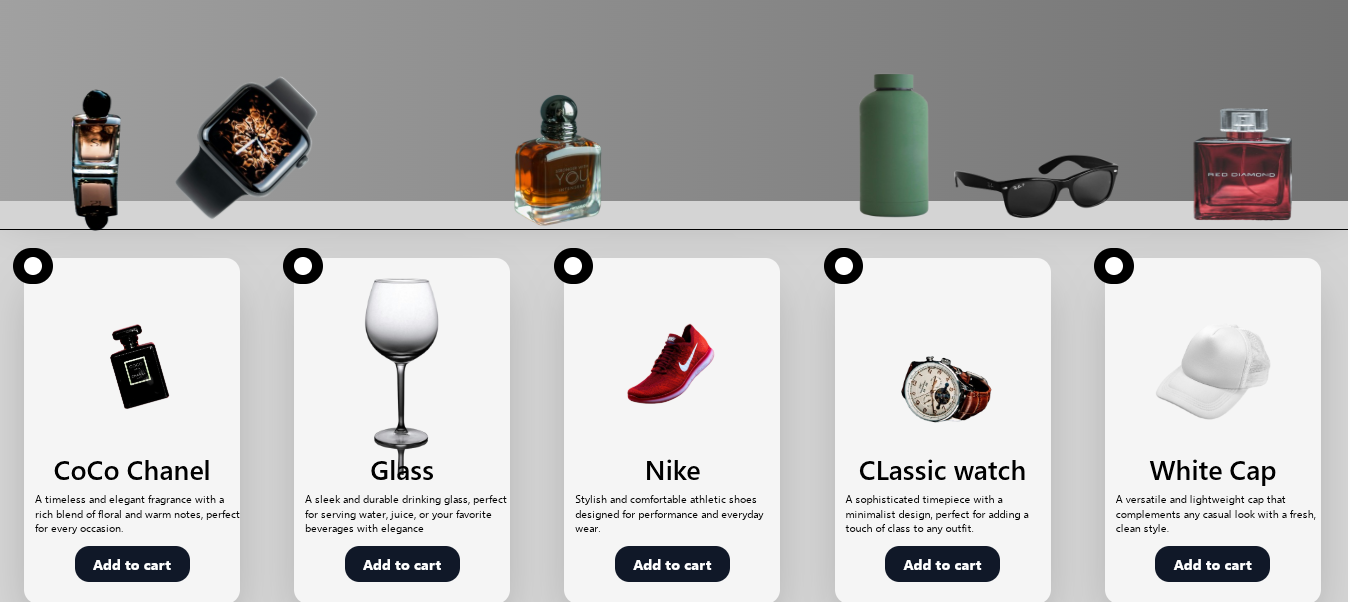 YOU
RED DIAMOND
CoCo Chanel
A timeless and elegant fragrance with a
rich blend of floral and warm notes, perfect
for every occasion.
Add to cart
Glass
A sleek and durable drinking glass, perfect
for serving water, juice, or your favorite
beverages with elegance
Add to cart
Nike
Stylish and comfortable athletic shoes
designed for performance and everyday
wear.
Add to cart
CLassic watch
A sophisticated timepiece with a
minimalist design, perfect for adding a
touch of class to any outfit.
Add to cart
White Cap
A versatile and lightweight cap that
complements any casual look with a fresh,
clean style.
Add to cart